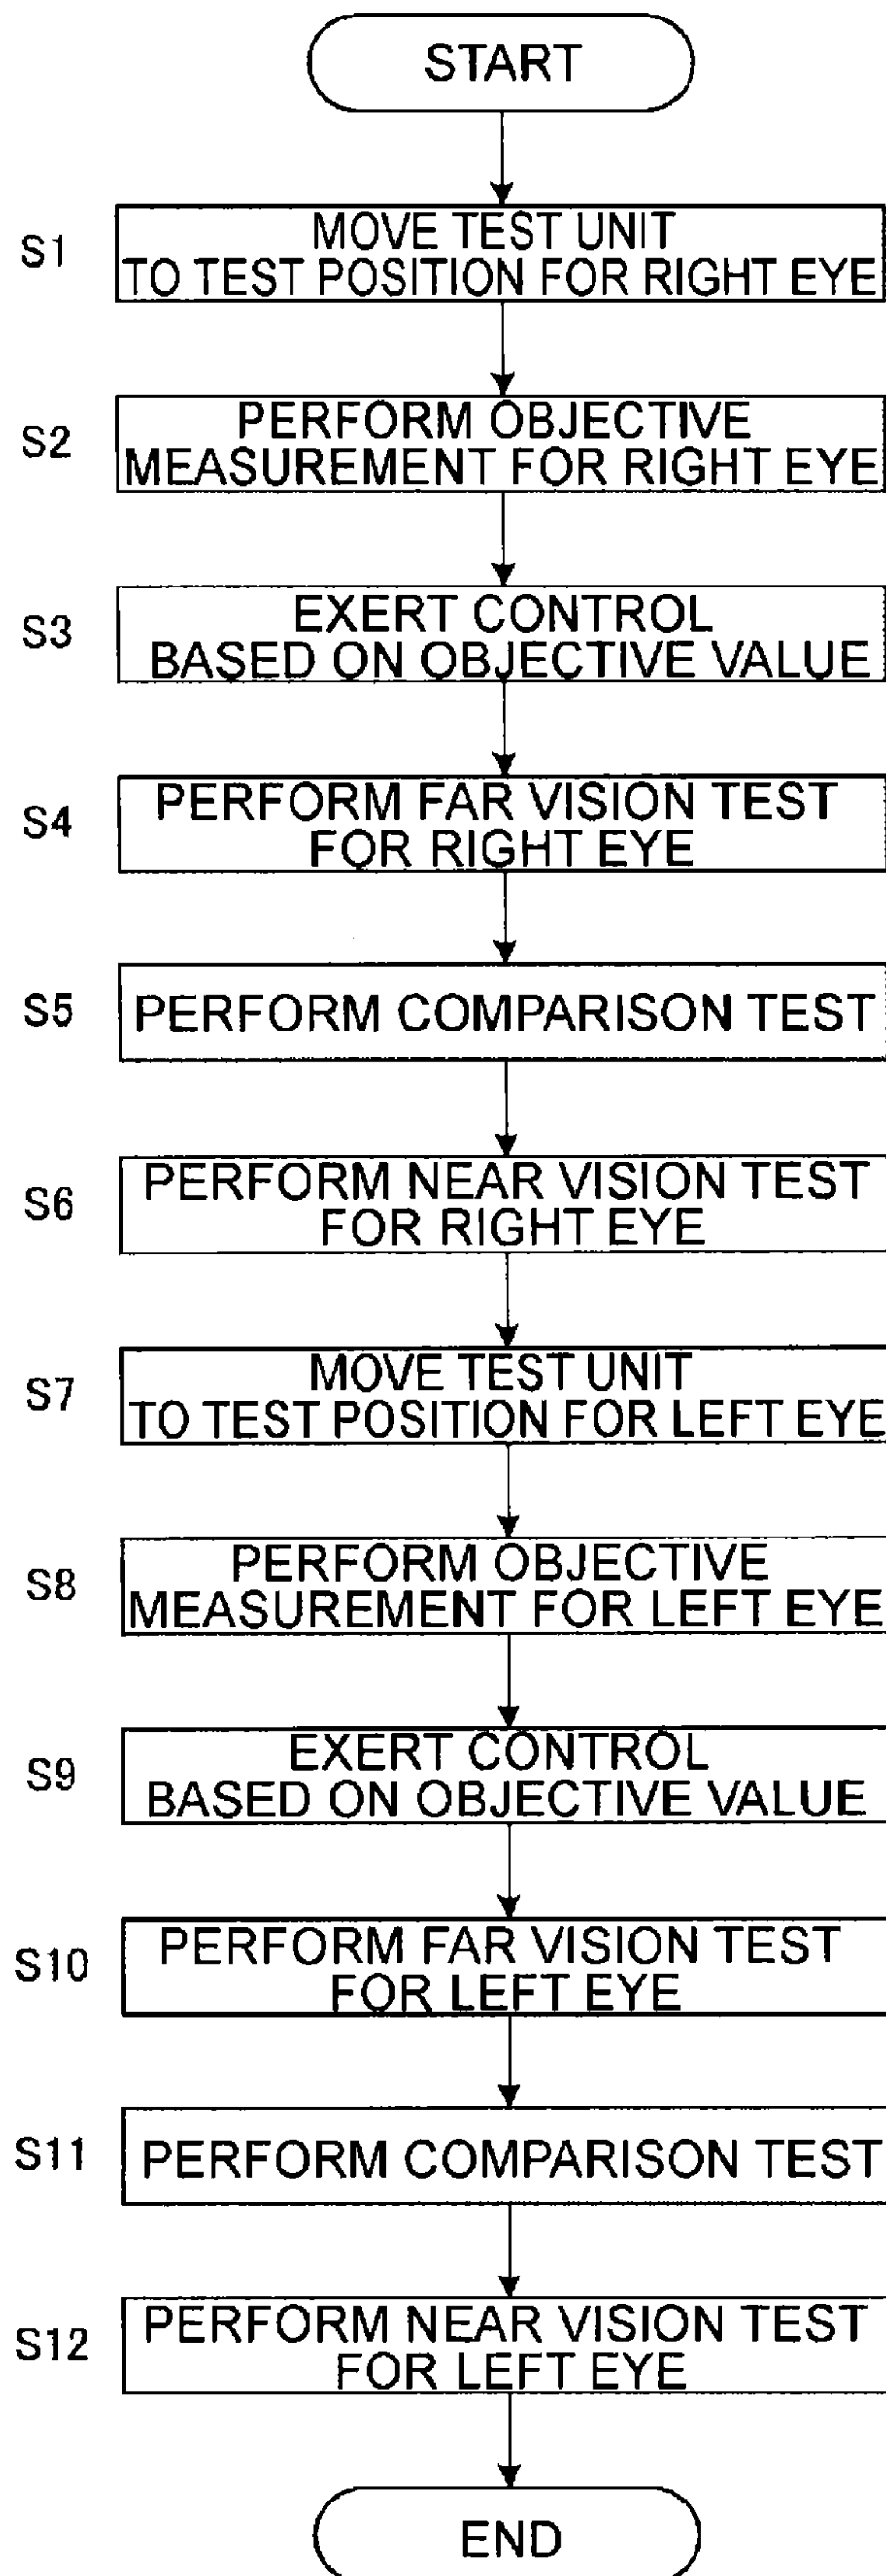 START
S1
MOVE TEST UNIT
TO TEST POSITION FOR RIGHT EYE
S2
PERFORM OBJECTIVE
MEASUREMENT FOR RIGHT EYE
S3
EXERT CONTROL
BASED ON OBJECTIVE VALUE
S4
PERFORM FAR VISION TEST
FOR RIGHT EYE
S5
PERFORM COMPARISON TEST
S6
PERFORM NEAR VISION TEST
FOR RIGHT EYE
S7
MOVE TEST UNIT
TO TEST POSITION FOR LEFT EYE
S8
PERFORM OBJECTIVE
MEASUREMENT FOR LEFT EYE
S9
EXERT CONTROL
BASED ON OBJECTIVE VALUE
S10
PERFORM FAR VISION TEST
FOR LEFT EYE
S11
PERFORM COMPARISON TEST
S12
PERFORM NEAR VISION TEST
FOR LEFT EYE
END